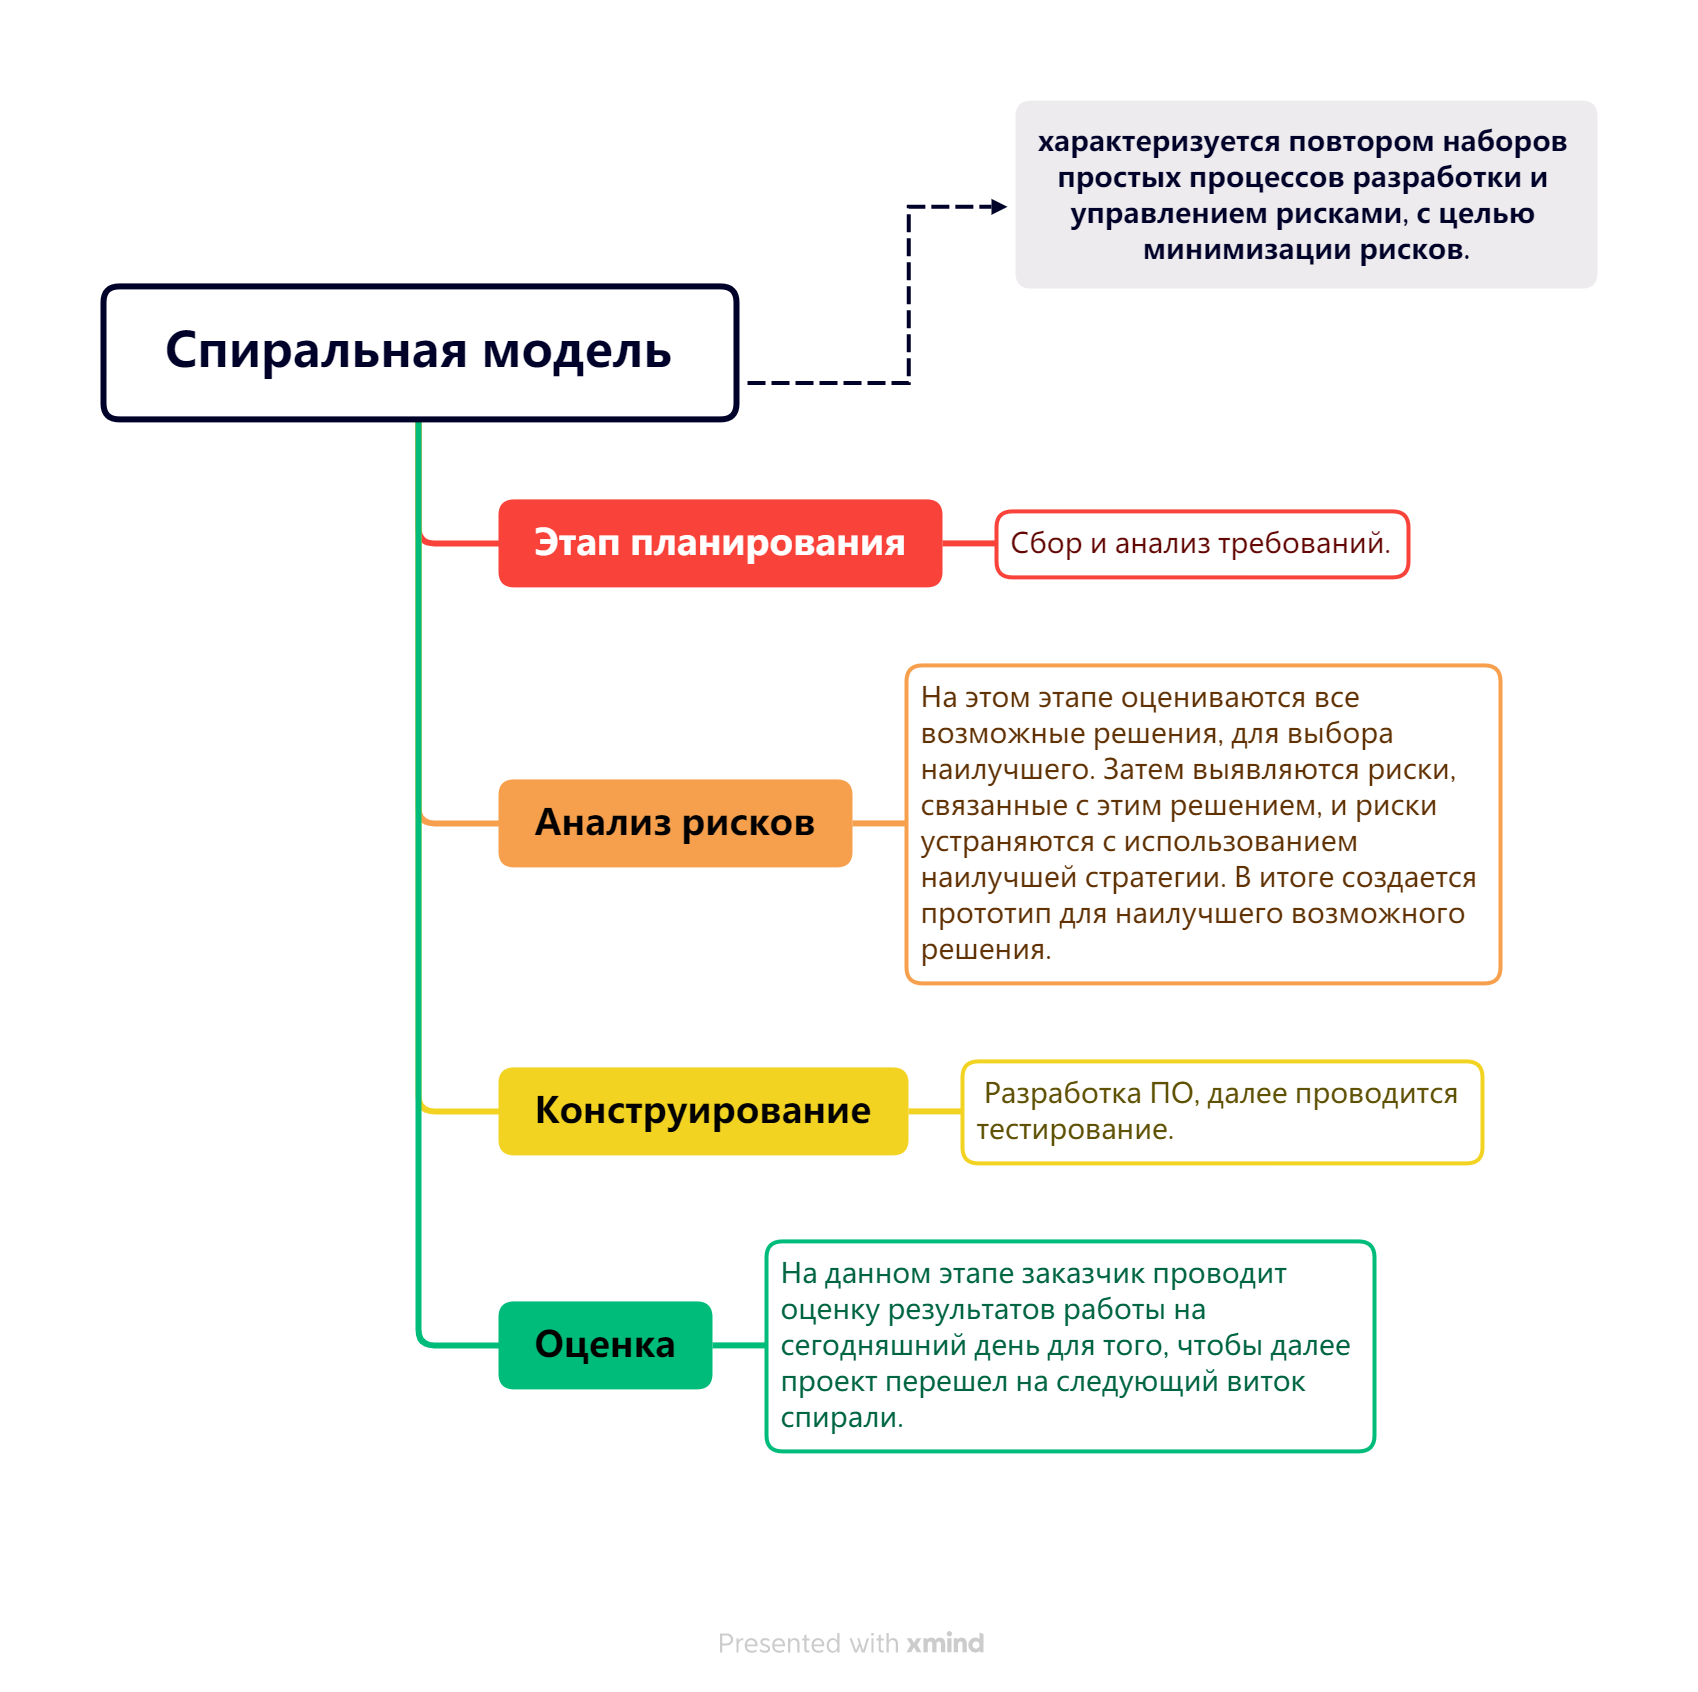 характеризуется повтором наборов
простых процессов разработки и
управлением рисками, с целью
минимизации рисков.
Спиральная модель
Этап планирования
Сбор и анализ требований.
Анализ рисков
На этом этапе оцениваются все
возможные решения, для выбора
наилучшего. Затем выявляются риски,
связанные с этим решением, и риски
устраняются с использованием
наилучшей стратегии. В итоге создается
прототип для наилучшего возможного
решения.
Конструирование
Разработка ПО, далее проводится
тестирование.
Оценка
На данном этапе заказчик проводит
оценку результатов работы на
сегодняшний день для того, чтобы далее
проект перешел на следующий виток
спирали.
Presented with xmind